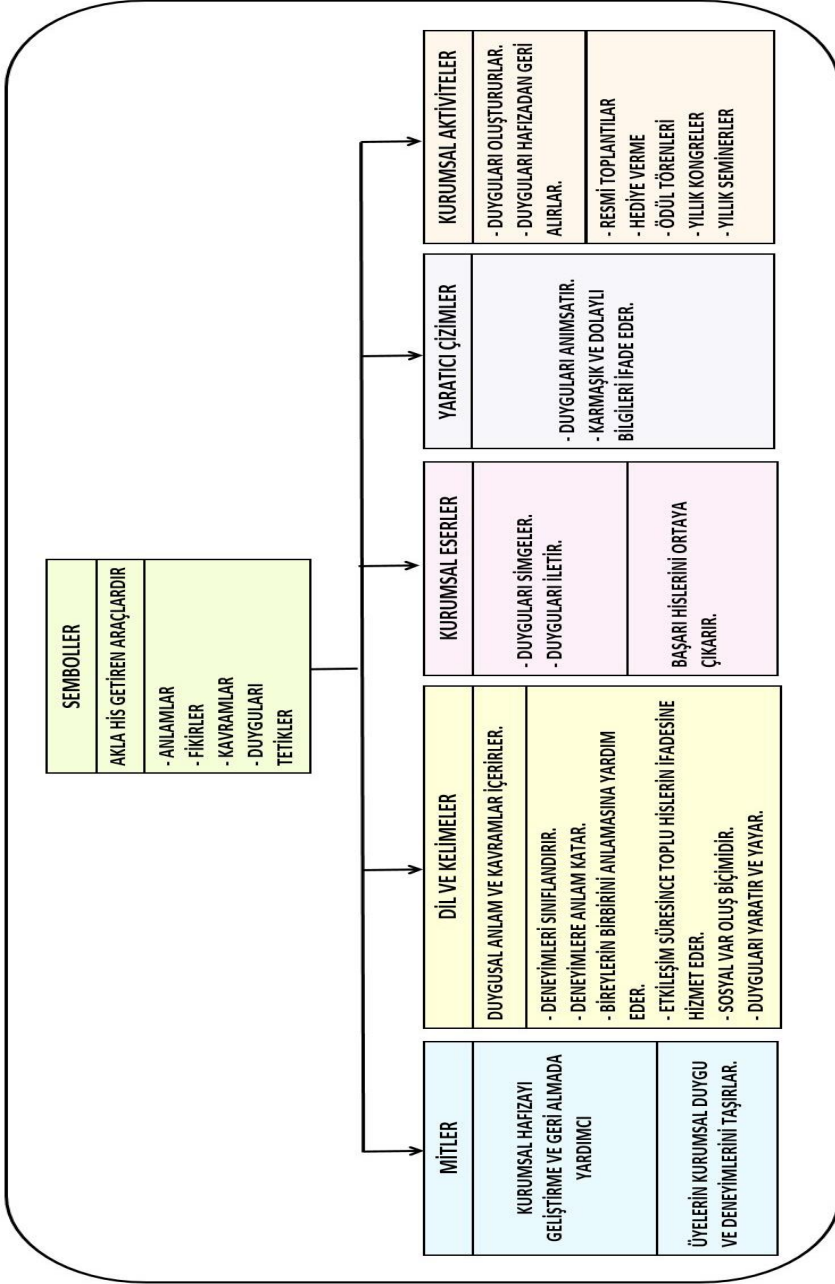 SEMBOLLER
AKLA HİS GETİREN ARAÇLARDIR
- ANLAMLAR
- FİKİRLER
- KAVRAMLAR
- DUYGULARI
TETİKLER
MİTLER
KURUMSAL HAFIZAYI
GELİŞTİRME VE GERİ ALMADA
YARDIMCI
ÜYELERİN KURUMSAL DUYGU
VE DENEYİMLERİNİ TAŞIRLAR.
DİL VE KELİMELER
DUYGUSAL ANLAM VE KAVRAMLAR İÇERİRLER.
- DENEYİMLERİ SINIFLANDIRIR.
- DENEYİMLERE ANLAM KATAR.
- BİREYLERİN BİRBİRİNİ ANLAMASINA YARDIM
EDER.
- ETKİLEŞİM SÜRESİNCE TOPLU HİSLERİN İFADESİNE
HİZMET EDER.
- SOSYAL VAR OLUŞ BİÇİMİDİR.
- DUYGULARI YARATIR VE YAYAR.
KURUMSAL ESERLER
- DUYGULARI SİMGELER.
- DUYGULARI İLETİR.
BAŞARI HİSLERİNİ ORTAYA
ÇIKARIR.
YARATICI ÇİZİMLER
- DUYGULARI ANIMSATIR.
- KARMAŞIK VE DOLAYLI
BİLGİLERİ İFADE EDER.
KURUMSAL AKTİVİTELER
- DUYGULARI OLUŞTURURLAR.
- DUYGULARI HAFIZADAN GERİ
ALIRLAR.
- RESMİ TOPLANTILAR
- HEDİYE VERME
- ÖDÜL TÖRENLERİ
- YILLIK KONGRELER
- YILLIK SEMİNERLER